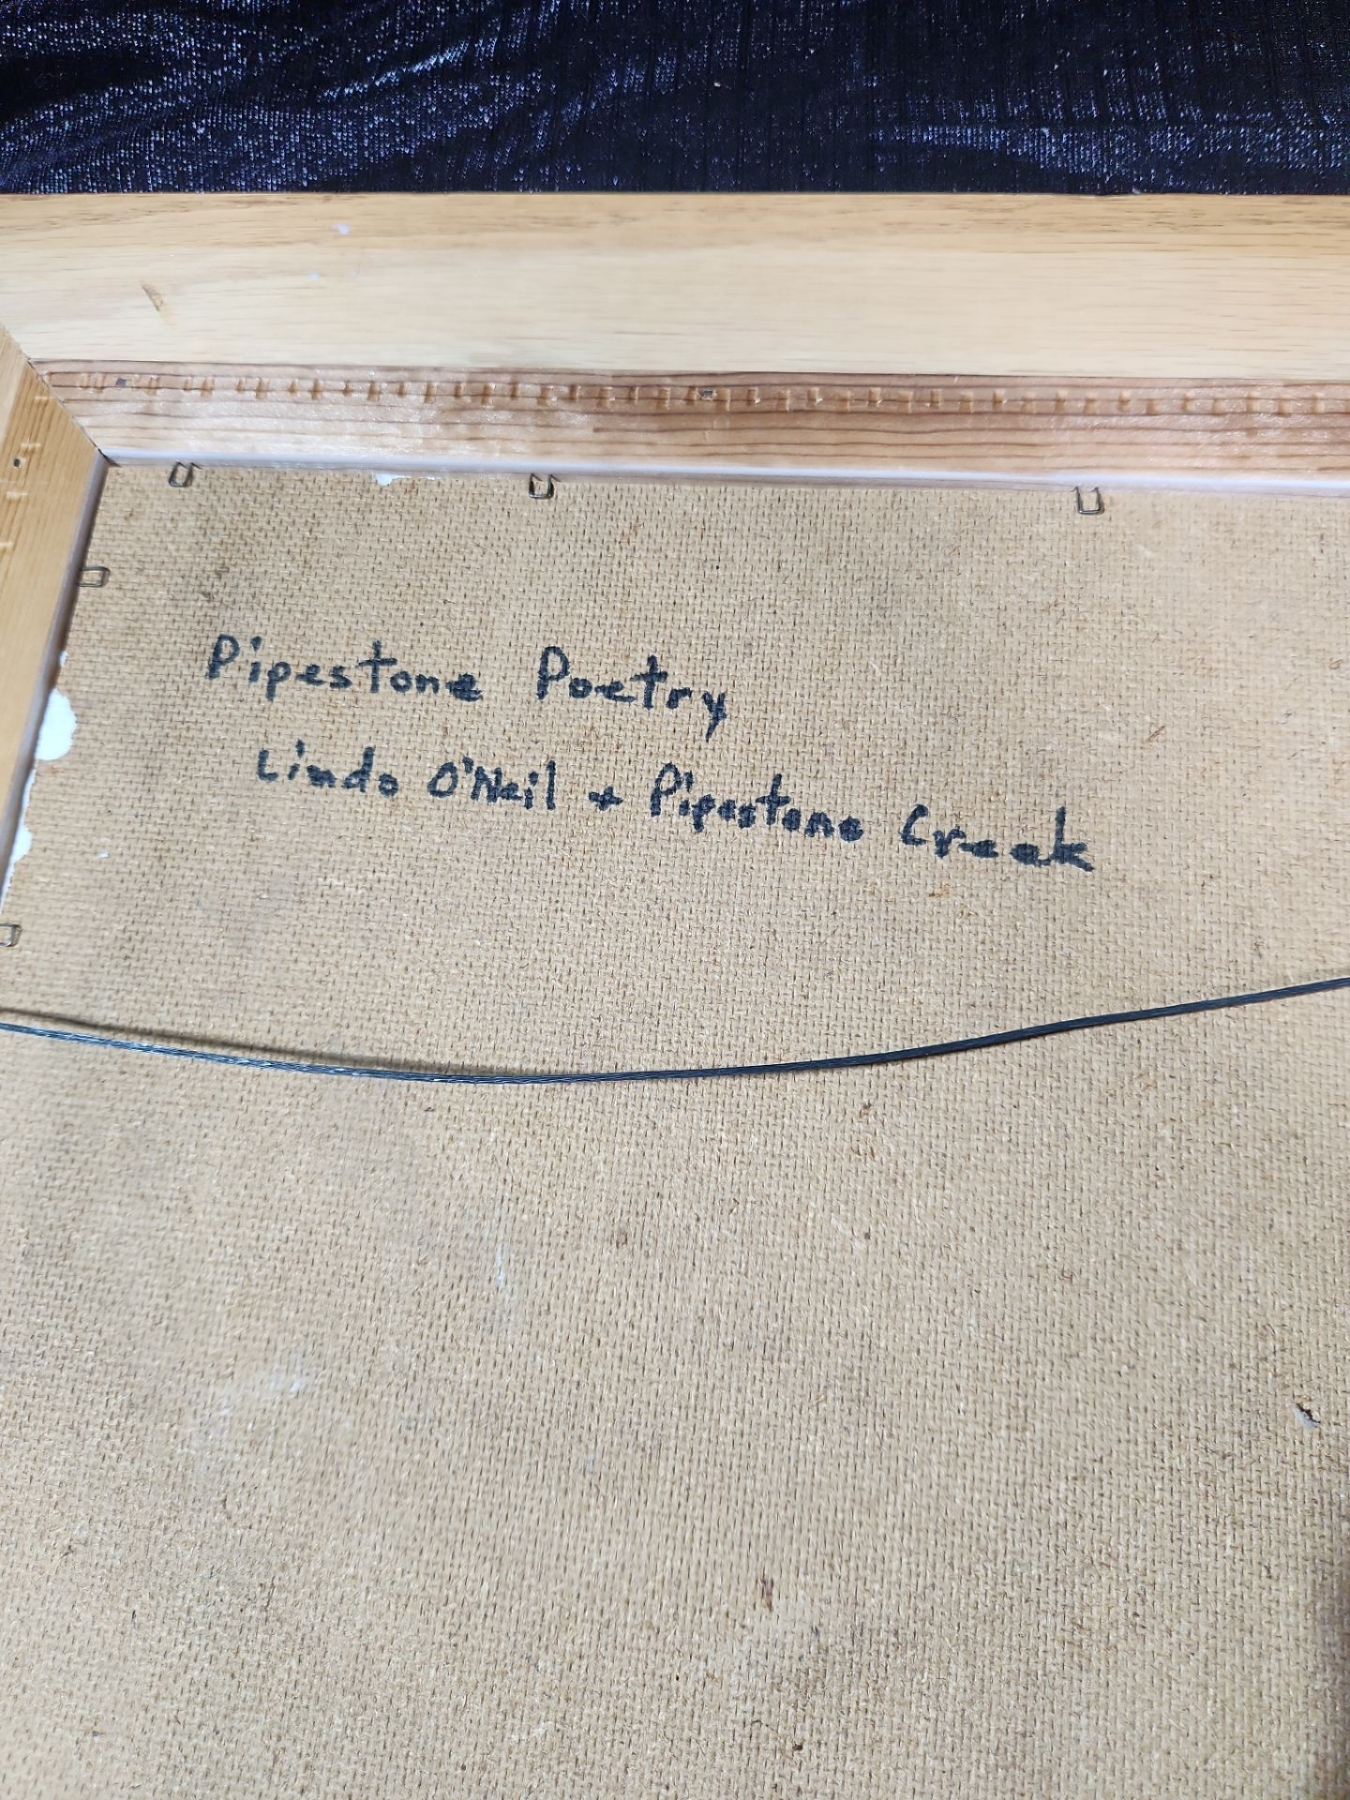 Pipestone Poetry
Linda O'Neil + Pipestone Creek